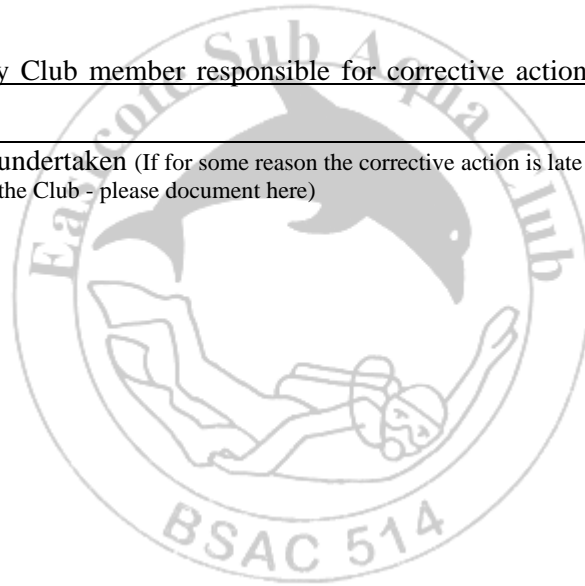 Eastcote Sub Aqua Club
y Club member responsible for corrective action
undertaken (If for some reason the corrective action is late
the Club - please document here)
BSAC 514